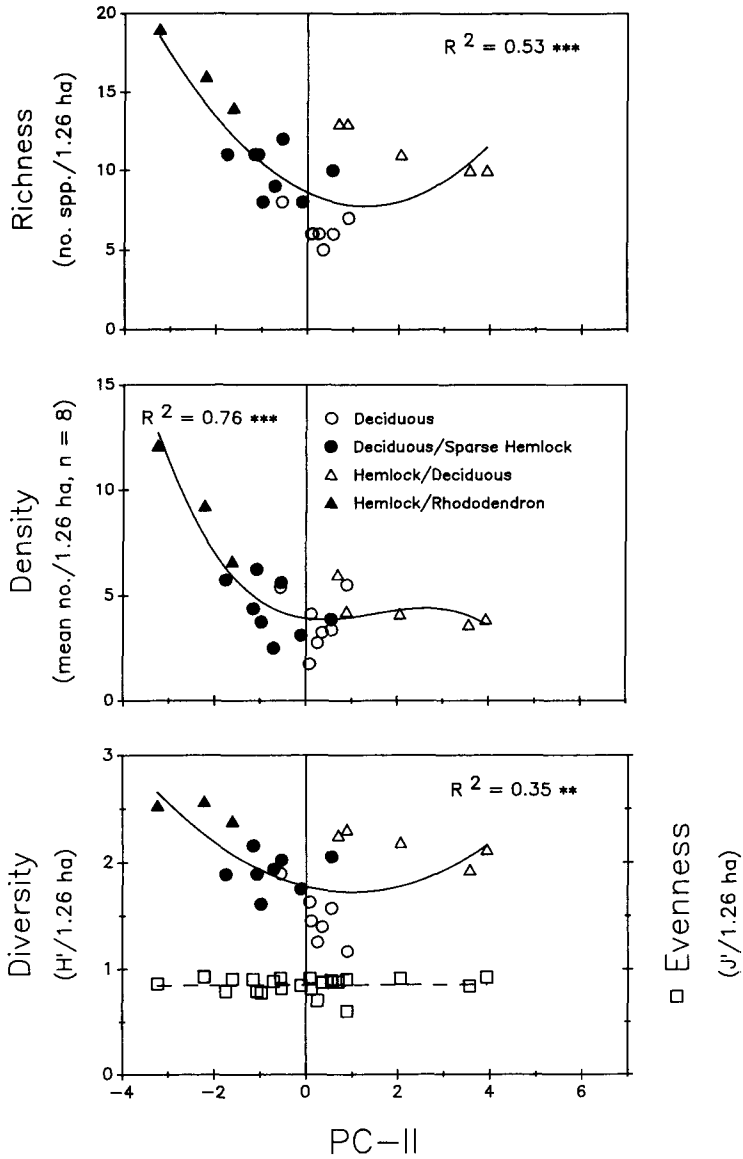 20
15
10
5
0
Richness
(no. spp./1.26 ha)
R 2 = 0.53 ***
15
10
5
0
Density
(mean no./1.26 ha, n = 8)
R 2 = 0.76 ***
Deciduous
Deciduous/Sparse Hemlock
Hemlock/Deciduous
Hemlock/Rhododendron
3
2
1
0
Diversity
(H'/1.26 ha)
R 2 = 0.35 **
Evenness
(J'/1.26 ha)
−4 −2 0 2 4 6
PC−II